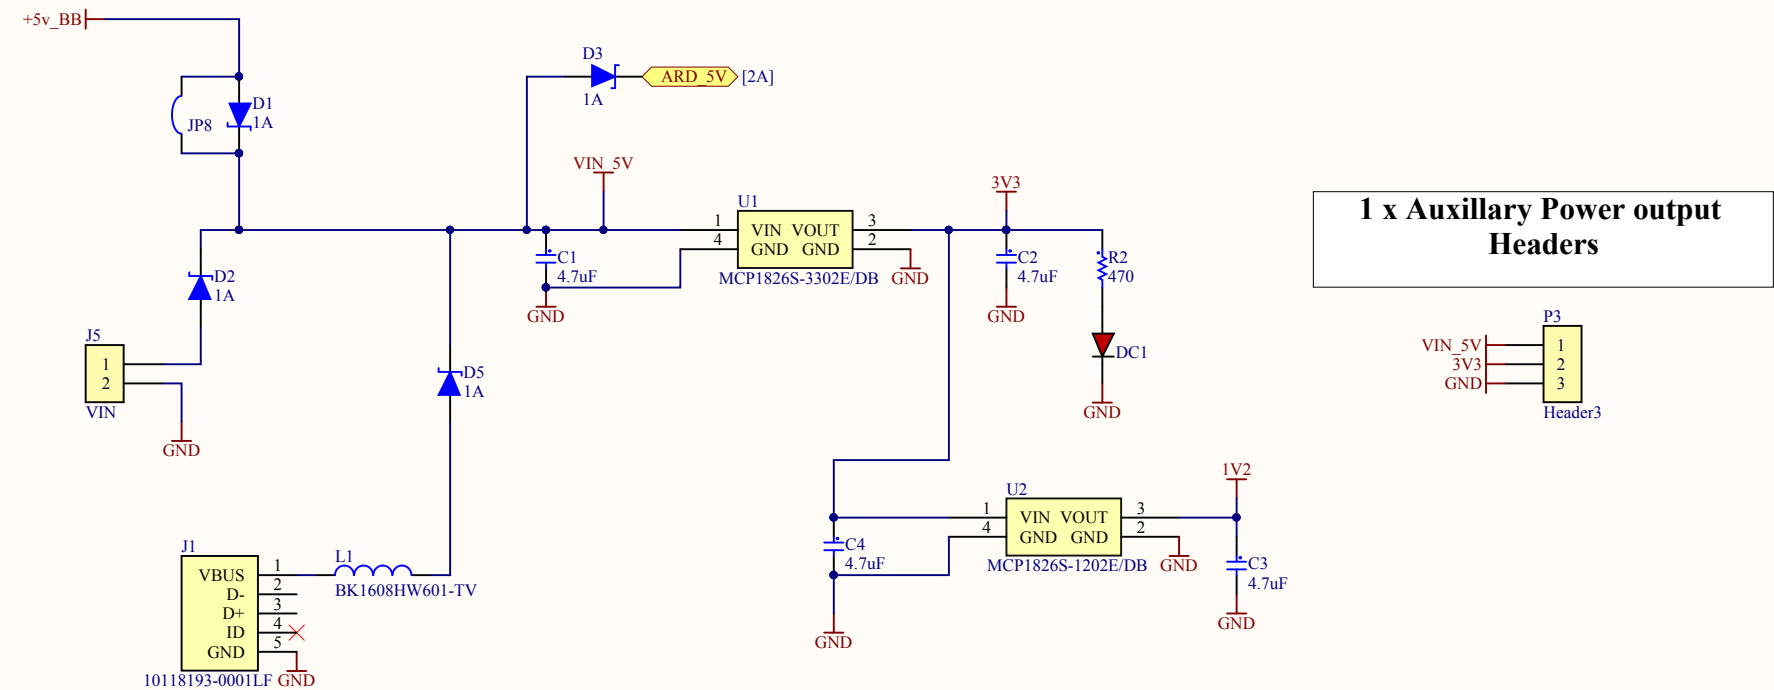 +5v_BB
D3
ARD_5V
[2A]
1A
D1
1A
JP8
VIN_5V
3V3
U1
1
VIN
VOUT
3
4
GND
GND
2
MCP1826S-3302E/DB
GND
C1
4.7uF
GND
C2
4.7uF
GND
R2
470
DC1
GND
1 x Auxillary Power output
Headers
D2
1A
J5
1
2
VIN
GND
D5
1A
P3
VIN_5V
1
3V3
2
GND
3
Header3
1V2
U2
1
VIN
VOUT
3
4
GND
GND
2
MCP1826S-1202E/DB
GND
C4
4.7uF
GND
C3
4.7uF
GND
J1
VBUS
1
D-
2
D+
3
ID
4
GND
5
10118193-0001LF
GND
L1
BK1608HW601-TV